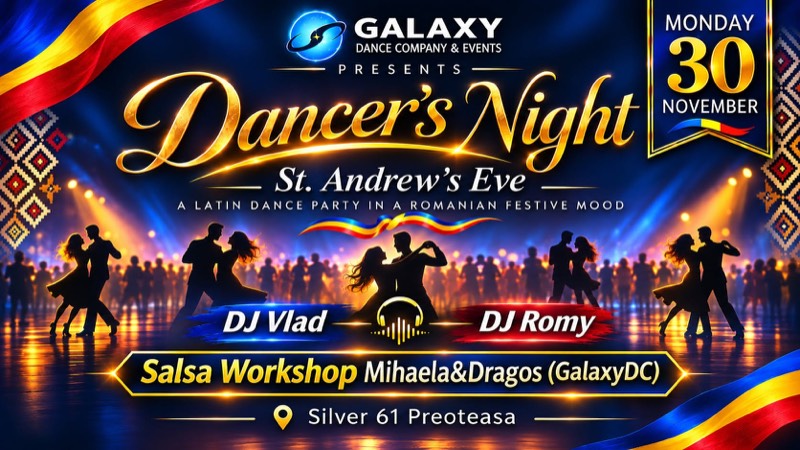 GALAXY
DANCE COMPANY & EVENTS
PRESENTS
MONDAY
30
NOVEMBER
Dancer's Night
St. Andrew's Eve
A LATIN DANCE PARTY IN A ROMANIAN FESTIVE MOOD
DJ Vlad
DJ Romy
Salsa Workshop Mihaela&Dragos (GalaxyDC)
Silver 61 Preoteasa